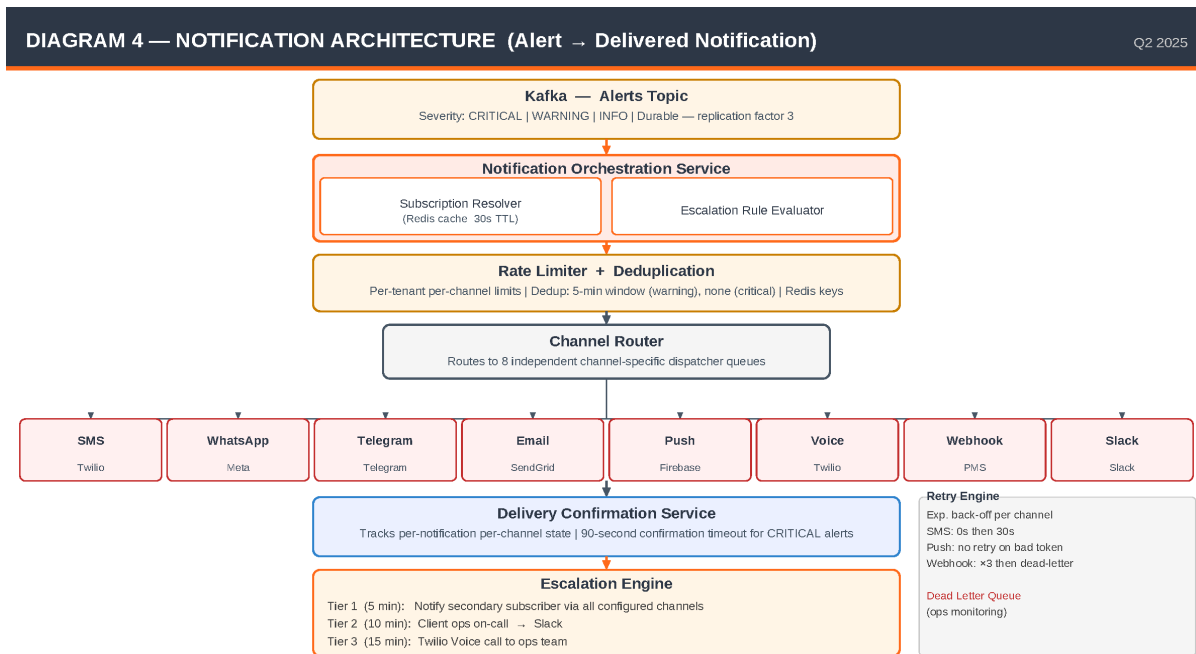 DIAGRAM 4 — NOTIFICATION ARCHITECTURE (Alert → Delivered Notification)
Q2 2025
Kafka — Alerts Topic
Severity: CRITICAL | WARNING | INFO | Durable — replication factor 3
Notification Orchestration Service
Subscription Resolver
(Redis cache 30s TTL)
Escalation Rule Evaluator
Rate Limiter + Deduplication
Per-tenant per-channel limits | Dedup: 5-min window (warning), none (critical) | Redis keys
Channel Router
Routes to 8 independent channel-specific dispatcher queues
SMS
Twilio
WhatsApp
Meta
Telegram
Telegram
Email
SendGrid
Push
Firebase
Voice
Twilio
Webhook
PMS
Slack
Slack
Delivery Confirmation Service
Tracks per-notification per-channel state | 90-second confirmation timeout for CRITICAL alerts
Escalation Engine
Tier 1 (5 min): Notify secondary subscriber via all configured channels
Tier 2 (10 min): Client ops on-call → Slack
Tier 3 (15 min): Twilio Voice call to ops team
Retry Engine
Exp. back-off per channel
SMS: 0s then 30s
Push: no retry on bad token
Webhook: ×3 then dead-letter
Dead Letter Queue
(ops monitoring)